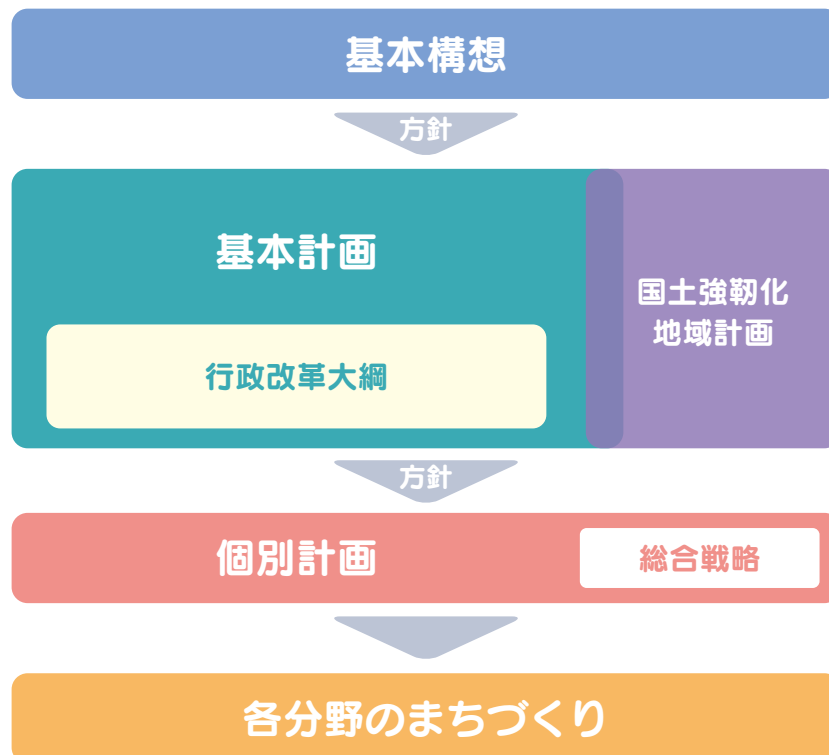 基本構想
方針
基本計画
行政改革大綱
国土強靭化
地域計画
方針
個別計画
総合戦略
各分野のまちづくり